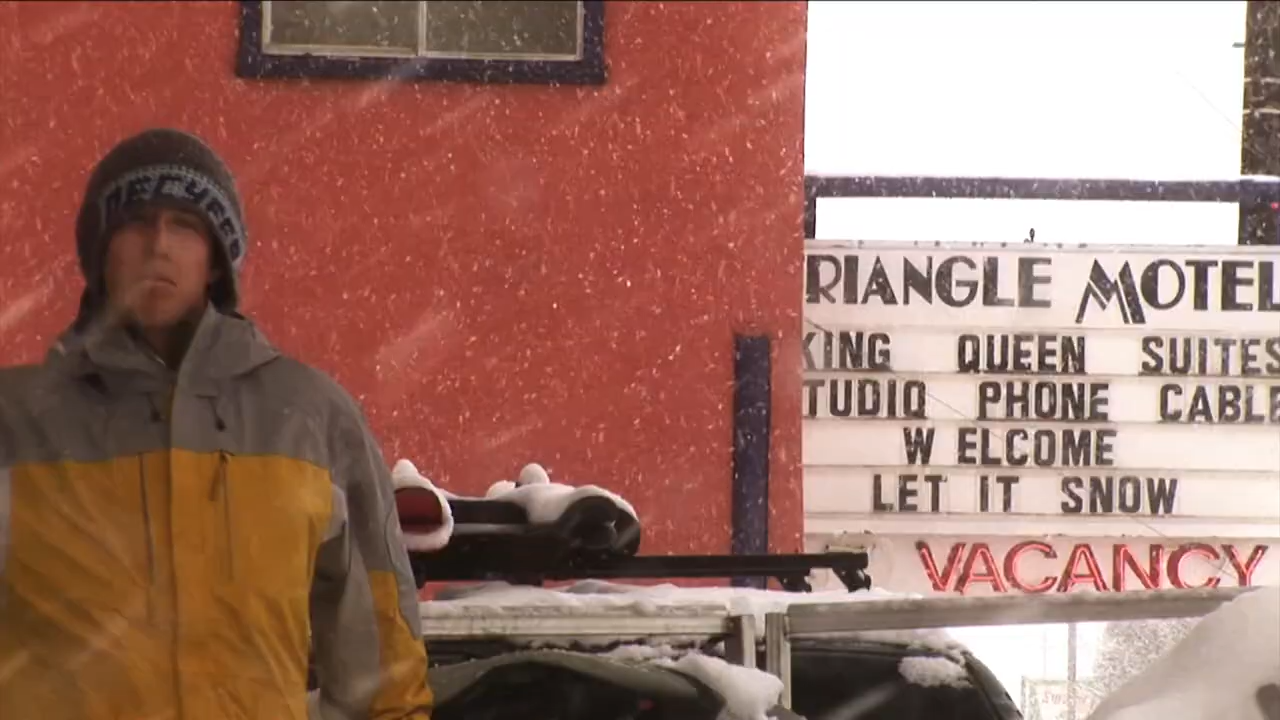 RIANGLE MOTEL
KING QUEEN SUITES
TUDIO PHONE CABLE
W ELCOME
LET IT SNOW
VACANCY